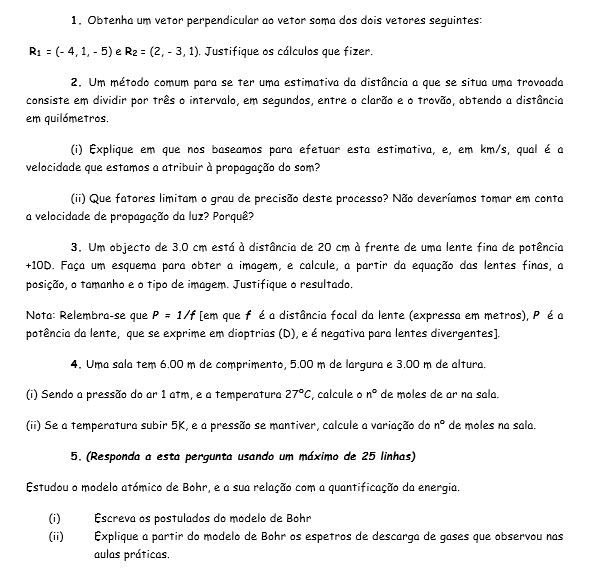 1. Obtenha um vetor perpendicular ao vetor soma dos dois vetores seguintes:
R1 = (- 4, 1, - 5) e R2 = (2, - 3, 1). Justifique os cálculos que fizer.
2. Um método comum para se ter uma estimativa da distância a que se situa uma trovoada
consiste em dividir por três o intervalo, em segundos, entre o clarão e o trovão, obtendo a distância
em quilómetros.
(i) Explique em que nos baseamos para efetuar esta estimativa, e, em km/s, qual é a
velocidade que estamos a atribuir à propagação do som?
(ii) Que fatores limitam o grau de precisão deste processo? Não deveríamos tomar em conta
a velocidade de propagação da luz? Porquê?
3. Um objecto de 3.0 cm está à distância de 20 cm à frente de uma lente fina de potência
+10D. Faça um esquema para obter a imagem, e calcule, a partir da equação das lentes finas, a
posição, o tamanho e o tipo de imagem. Justifique o resultado.
Nota: Relembra-se que P = 1/f [em que f é a distância focal da lente (expressa em metros), P é a
potência da lente, que se exprime em dioptrias (D), e é negativa para lentes divergentes].
4. Uma sala tem 6.00 m de comprimento, 5.00 m de largura e 3.00 m de altura.
(i) Sendo a pressão do ar 1 atm, e a temperatura 27ºC, calcule o nº de moles de ar na sala.
(ii) Se a temperatura subir 5K, e a pressão se mantiver, calcule a variação do nº de moles na sala.
5. (Responda a esta pergunta usando um máximo de 25 linhas)
Estudou o modelo atómico de Bohr, e a sua relação com a quantificação da energia.
(i) Escreva os postulados do modelo de Bohr
(ii) Explique a partir do modelo de Bohr os espetros de descarga de gases que observou nas
aulas práticas.